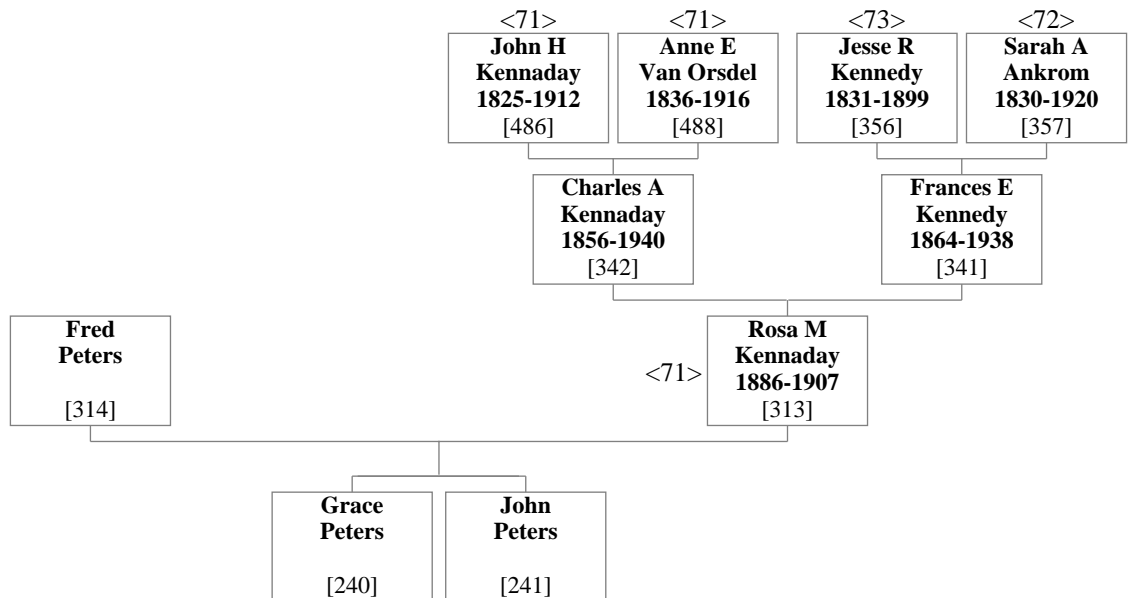 <71>
<71>
<73>
<72>
John H
Kennaday
1825-1912
[486]
Anne E
Van Orsdel
1836-1916
[488]
Jesse R
Kennedy
1831-1899
[356]
Sarah A
Ankrom
1830-1920
[357]
Charles A
Kennaday
1856-1940
[342]
Frances E
Kennedy
1864-1938
[341]
Fred
Peters
[314]
<71>
Rosa M
Kennaday
1886-1907
[313]
Grace
Peters
[240]
John
Peters
[241]